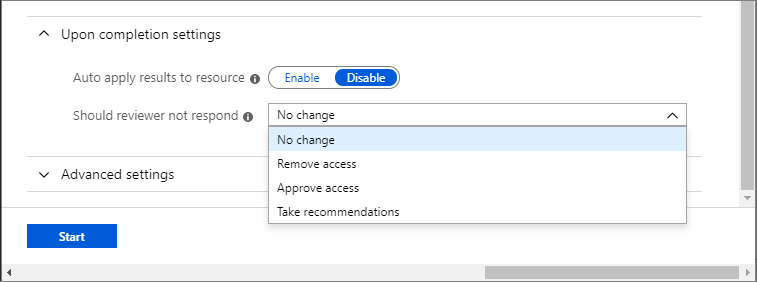 Upon completion settings
Auto apply results to resource Enable Disable
Should reviewer not respond No change
No change
Remove access
Approve access
Take recommendations
Advanced settings
Start